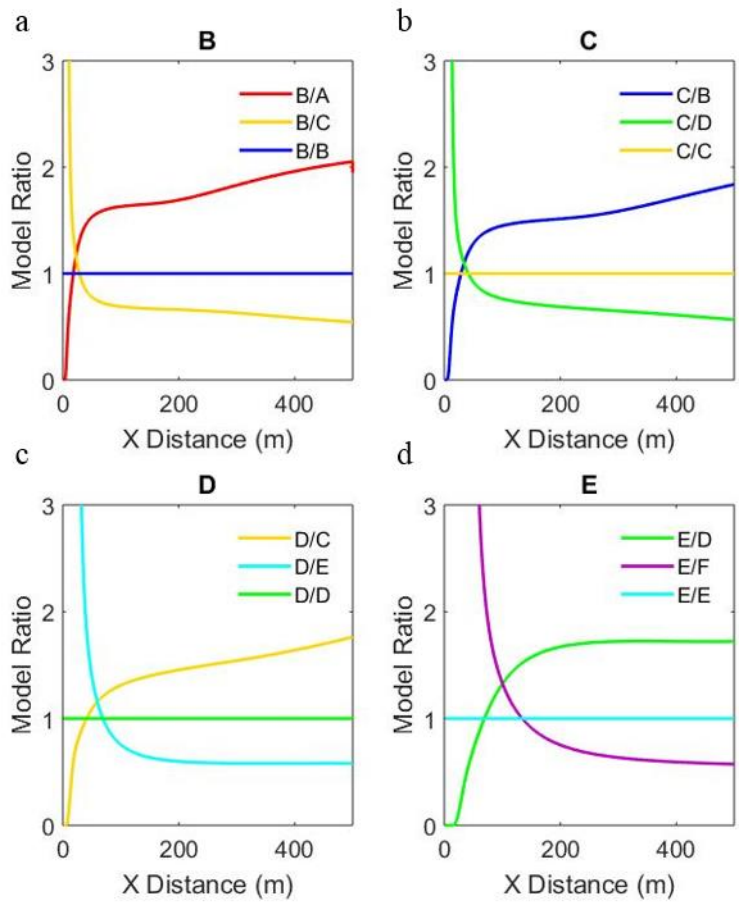 a
B
3
2
1
0
Model Ratio
B/A
B/C
B/B
0
200
400
X Distance (m)
b
C
3
2
1
0
Model Ratio
C/B
C/D
C/C
0
200
400
X Distance (m)
c
D
3
2
1
0
Model Ratio
D/C
D/E
D/D
0
200
400
X Distance (m)
d
E
3
2
1
0
Model Ratio
E/D
E/F
E/E
0
200
400
X Distance (m)